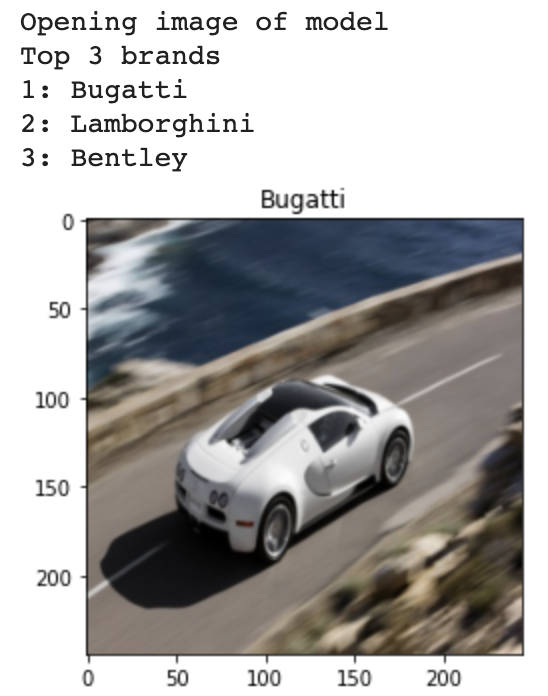 Opening image of model
Top 3 brands
1: Bugatti
2: Lamborghini
3: Bentley
Bugatti
0
50
100
150
200
0 50 100 150 200